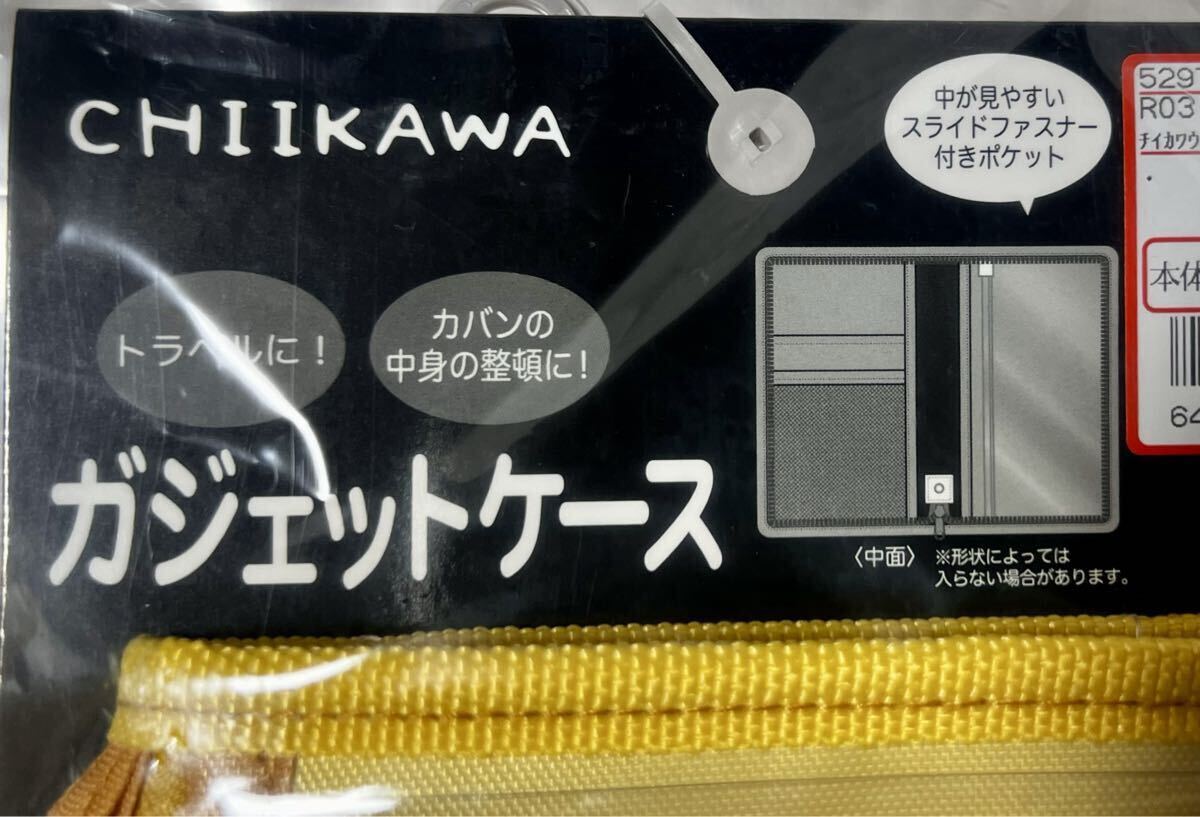 CHIIKAWA
中が見やすい
スライドファスナー
付きポケット
トラベルに！
カバンの
中身の整頓に！
ガジェットケース
〈中面〉
※形状によっては
入らない場合があります。
5297
R03
ﾁｲｶﾜｳ
本体
64